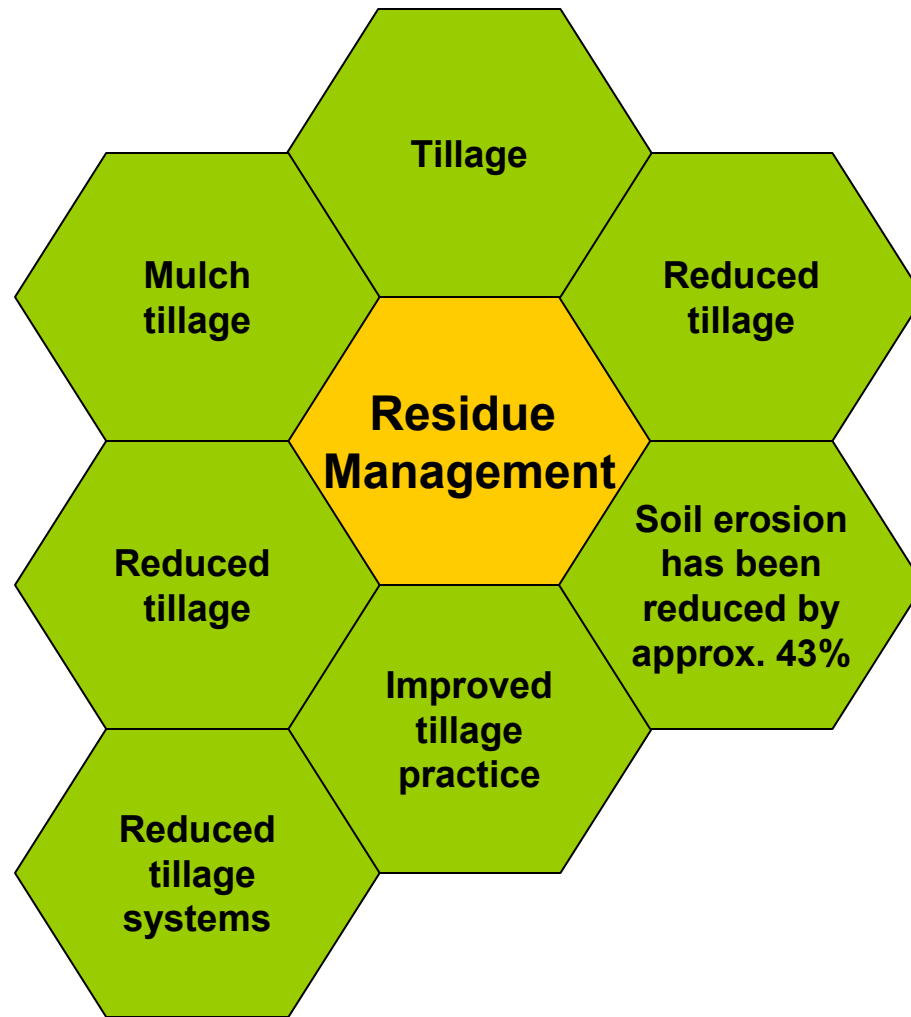 Tillage
Mulch
tillage
Reduced
tillage
Residue
Management
Reduced
tillage
Soil erosion
has been
reduced by
approx. 43%
Improved
tillage
practice
Reduced
tillage
systems